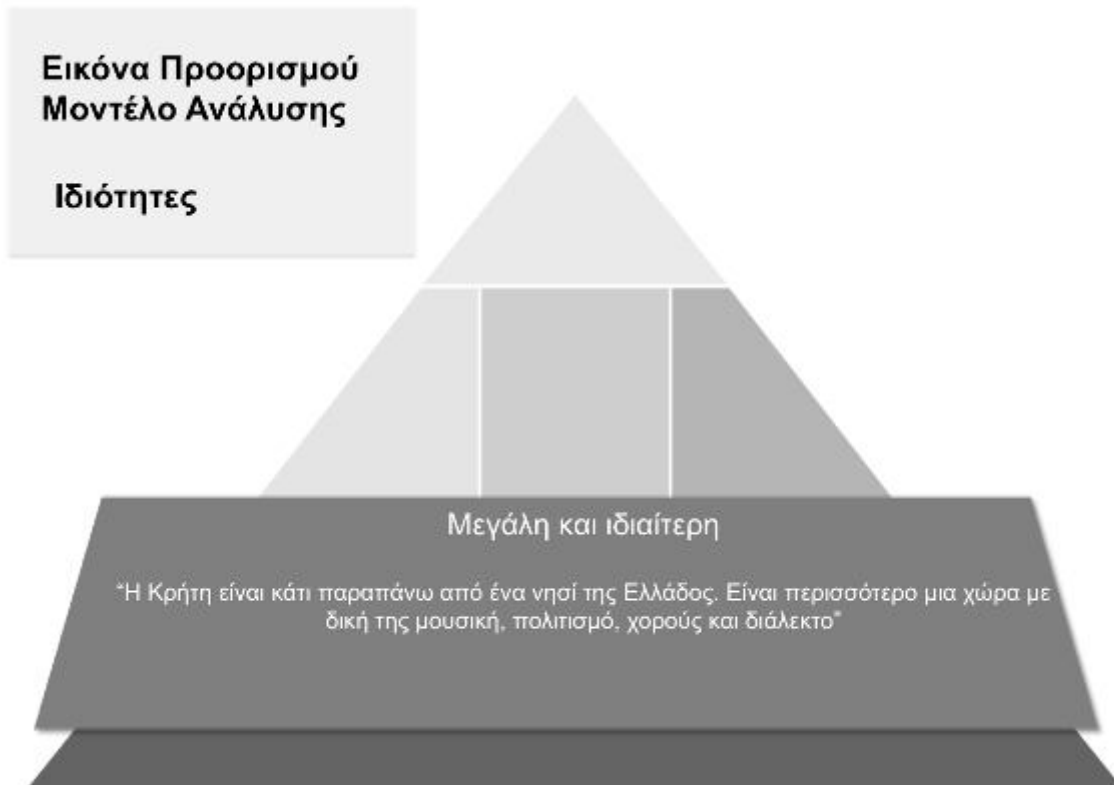 Εικόνα Προορισμού
Μοντέλο Ανάλυσης
Ιδιότητες
Μεγάλη και ιδιαίτερη
“Η Κρήτη είναι κάτι παραπάνω από ένα νησί της Ελλάδος. Είναι περισσότερο μια χώρα με
δική της μουσική, πολιτισμό, χορούς και διάλεκτο”